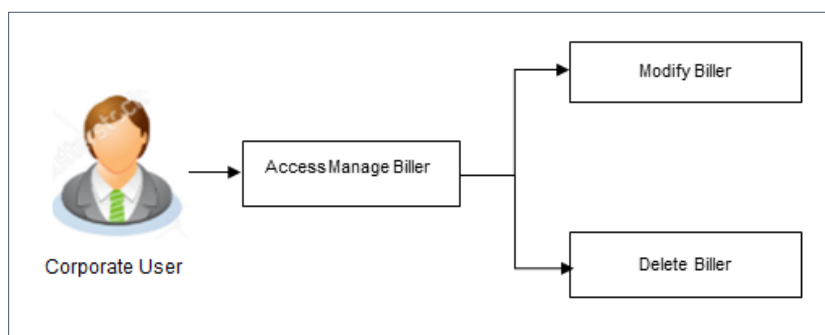 Modify Biller
Access Manage Biller
Corporate User
Delete Biller